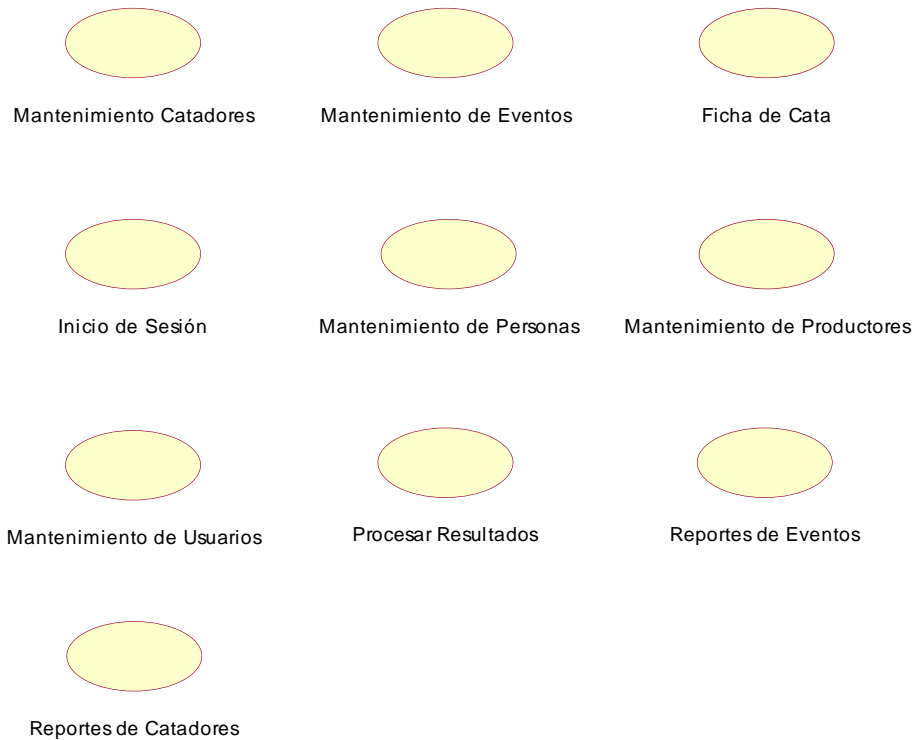 Mantenimiento Catadores
Mantenimiento de Eventos
Ficha de Cata
Inicio de Sesión
Mantenimiento de Personas
Mantenimiento de Productores
Mantenimiento de Usuarios
Procesar Resultados
Reportes de Eventos
Reportes de Catadores